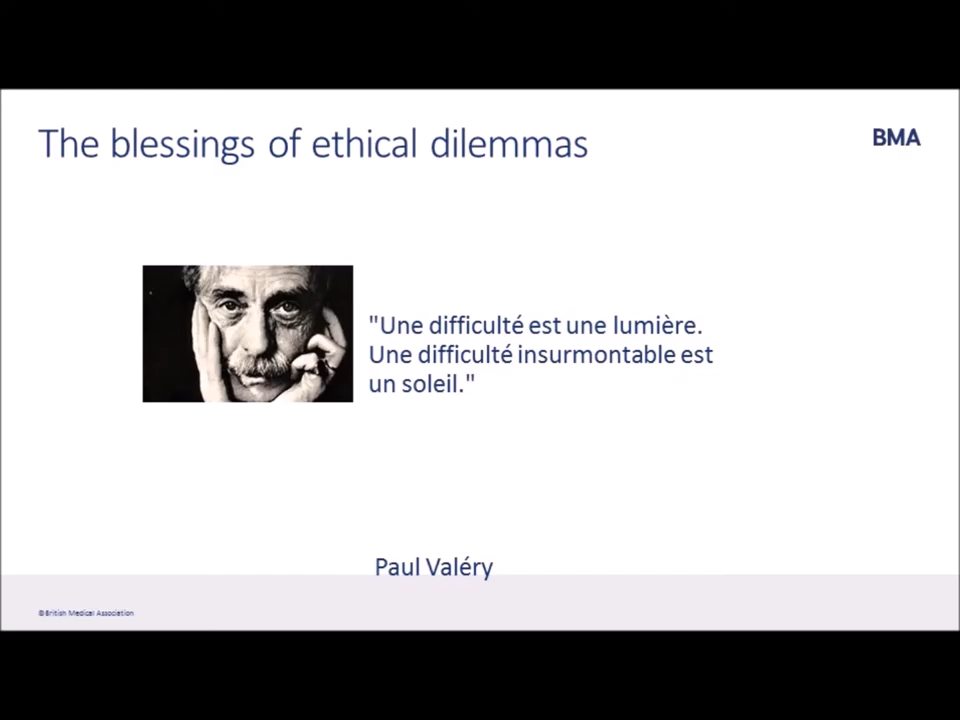 The blessings of ethical dilemmas
BMA
"Une difficulté est une lumière.
Une difficulté insurmontable est
un soleil."
Paul Valéry
©British Medical Association